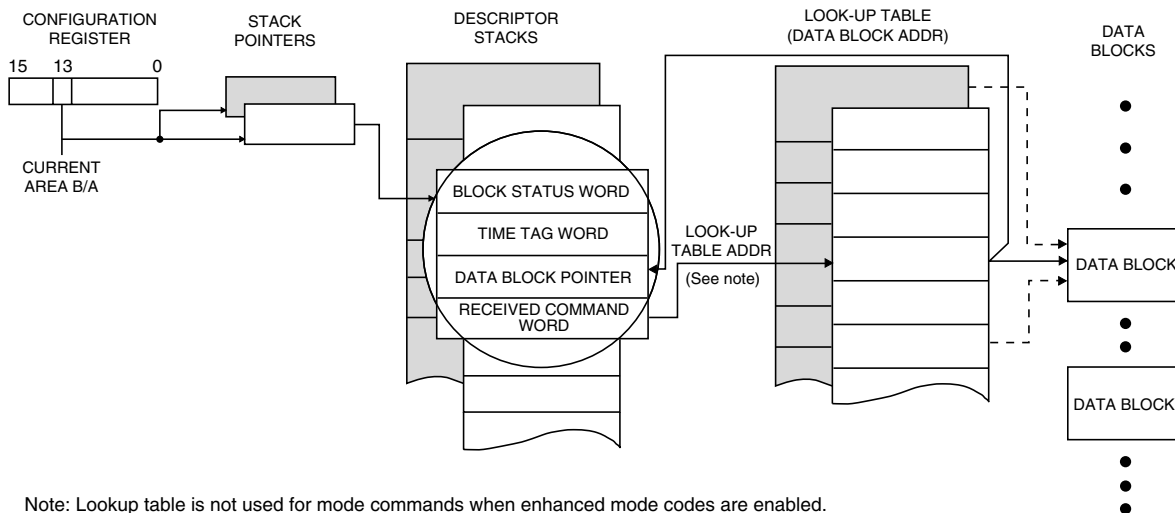 CONFIGURATION
REGISTER
15 13 0
CURRENT
AREA B/A
STACK
POINTERS
DESCRIPTOR
STACKS
BLOCK STATUS WORD
TIME TAG WORD
DATA BLOCK POINTER
RECEIVED COMMAND
WORD
LOOK-UP
TABLE ADDR
(See note)
LOOK-UP TABLE
(DATA BLOCK ADDR)
DATA
BLOCKS
DATA BLOCK
DATA BLOCK
Note: Lookup table is not used for mode commands when enhanced mode codes are enabled.